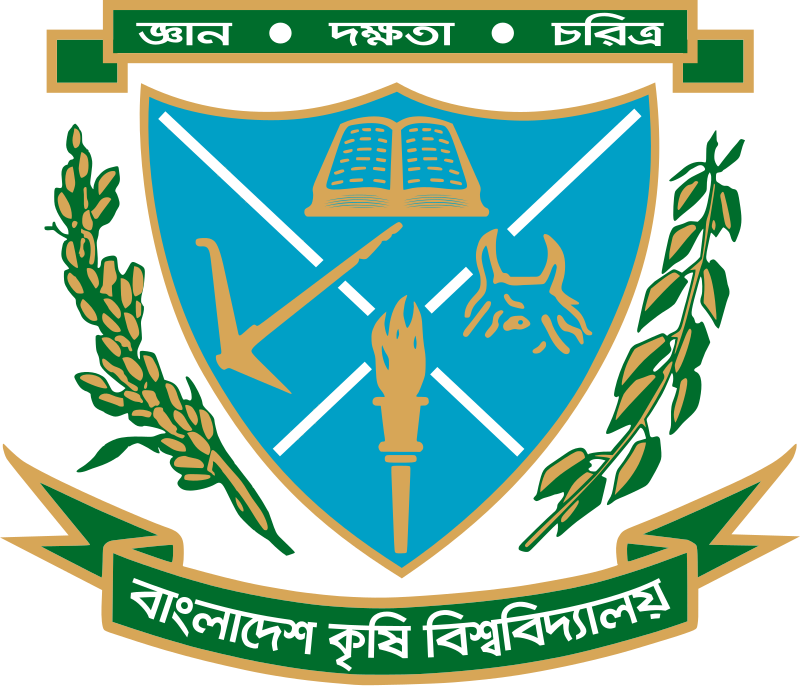 জ্ঞান • দক্ষতা • চরিত্র
বাংলাদেশ কৃষি বিশ্ববিদ্যালয়